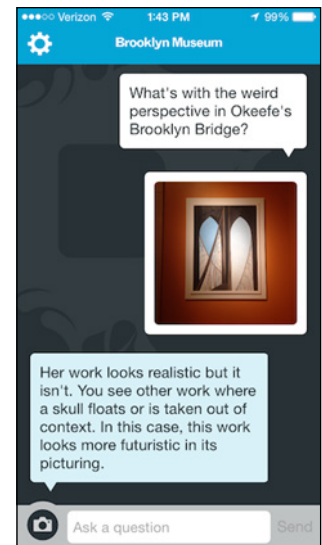 Verizon 1:43 PM 99%
Brooklyn Museum
What's with the weird
perspective in Okeefe's
Brooklyn Bridge?
Her work looks realistic but it
isn't. You see other work where
a skull floats or is taken out of
context. In this case, this work
looks more futuristic in its
picturing.
Ask a question Send